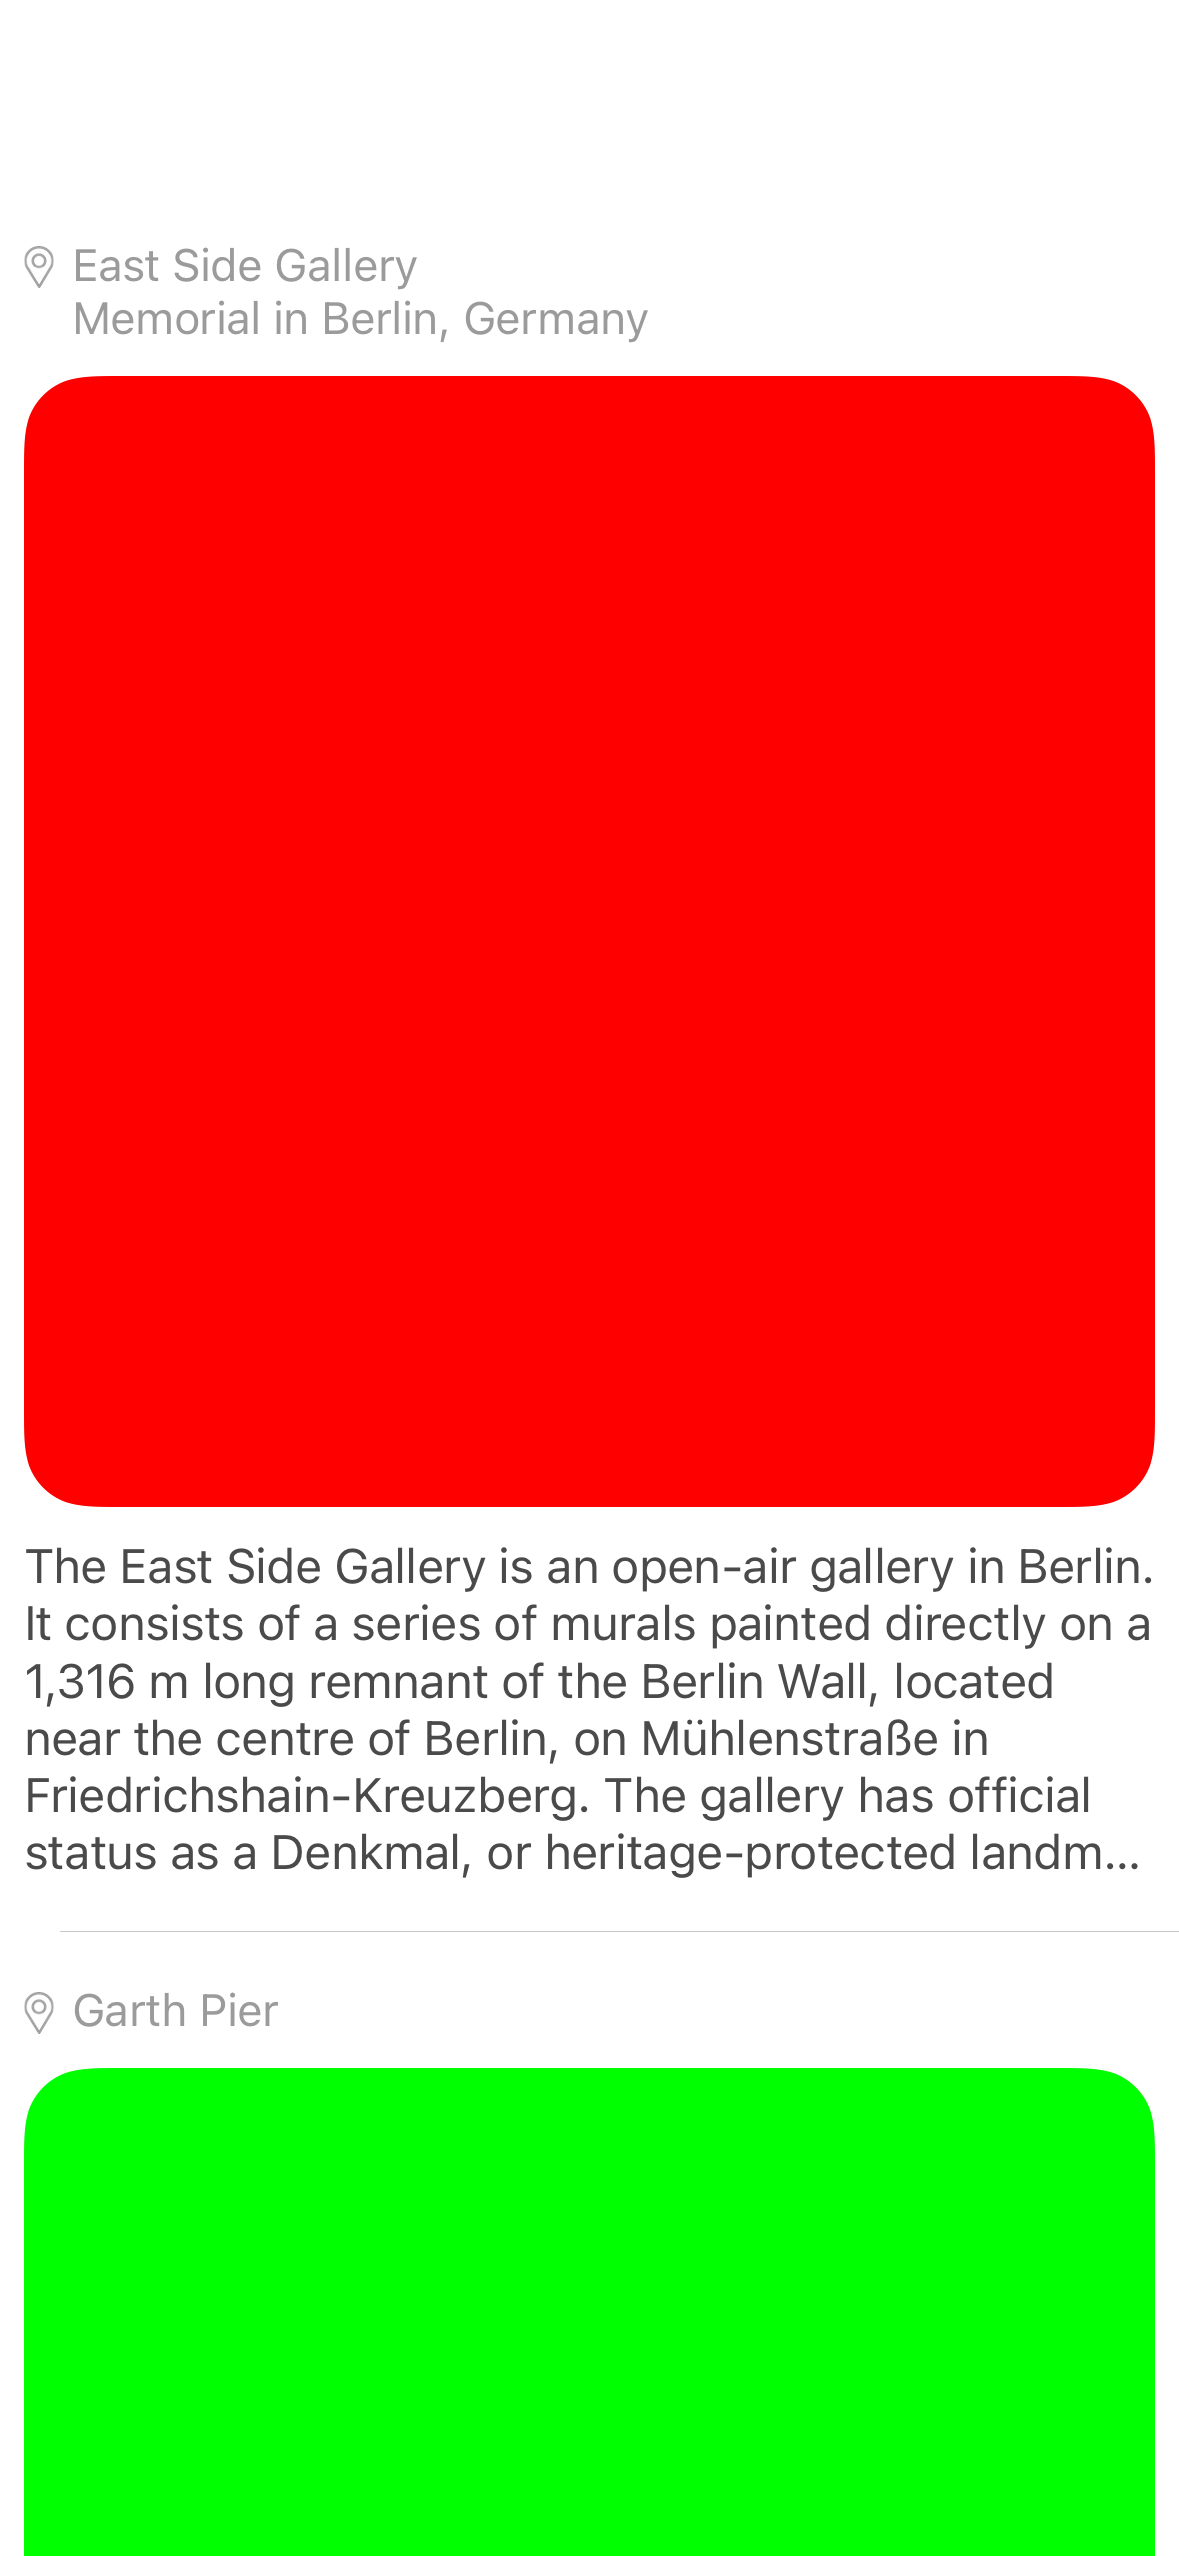 East Side Gallery
Memorial in Berlin, Germany
The East Side Gallery is an open-air gallery in Berlin.
It consists of a series of murals painted directly on a
1,316 m long remnant of the Berlin Wall, located
near the centre of Berlin, on Mühlenstraße in
Friedrichshain-Kreuzberg. The gallery has official
status as a Denkmal, or heritage-protected landm...
Garth Pier